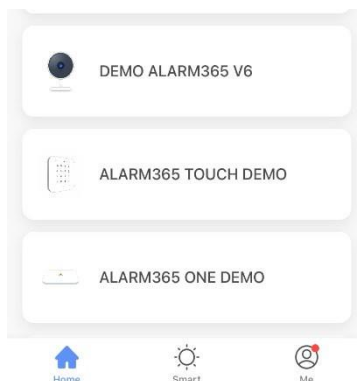 DEMO ALARM365 V6
ALARM365 TOUCH DEMO
ALARM365 ONE DEMO
Home
Smart
Me